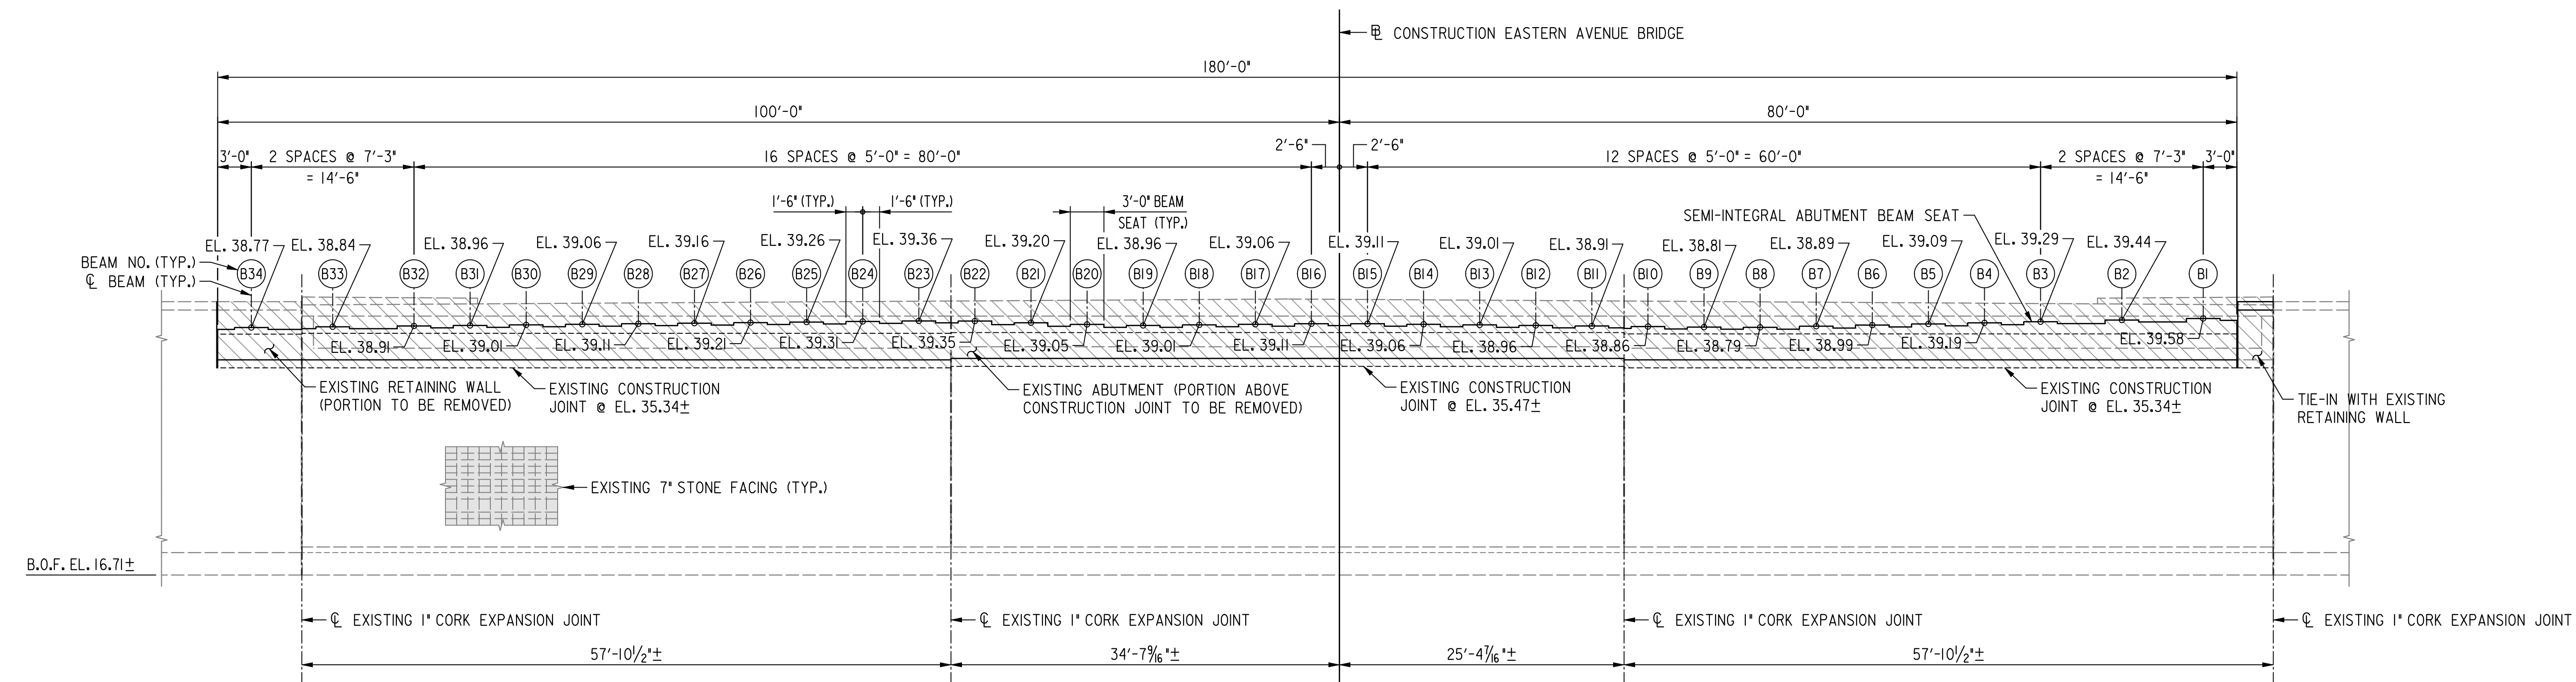 ℄ CONSTRUCTION EASTERN AVENUE BRIDGE
180'-0"
100'-0"
80'-0"
3'-0"
2 SPACES @ 7'-3"
= 14'-6"
16 SPACES @ 5'-0" = 80'-0"
2'-6"
2'-6"
12 SPACES @ 5'-0" = 60'-0"
2 SPACES @ 7'-3"
= 14'-6"
3'-0"
1'-6" (TYP.)
1'-6" (TYP.)
3'-0" BEAM
SEAT (TYP.)
SEMI-INTEGRAL ABUTMENT BEAM SEAT
EL. 38.77
EL. 38.84
EL. 38.96
EL. 39.06
EL. 39.16
EL. 39.26
EL. 39.36
EL. 39.20
EL. 38.96
EL. 39.06
EL. 39.11
EL. 39.01
EL. 38.91
EL. 38.81
EL. 38.89
EL. 39.09
EL. 39.29
EL. 39.44
BEAM NO. (TYP.)
℄ BEAM (TYP.)
B34
B33
B32
B31
B30
B29
B28
B27
B26
B25
B24
B23
B22
B21
B20
B19
B18
B17
B16
B15
B14
B13
B12
B11
B10
B9
B8
B7
B6
B5
B4
B3
B2
B1
EL. 38.91
EL. 39.01
EL. 39.11
EL. 39.21
EL. 39.31
EL. 39.35
EL. 39.05
EL. 39.01
EL. 39.11
EL. 39.06
EL. 38.96
EL. 38.86
EL. 38.79
EL. 38.99
EL. 39.19
EL. 39.58
EXISTING RETAINING WALL
(PORTION TO BE REMOVED)
EXISTING CONSTRUCTION
JOINT @ EL. 35.34±
EXISTING ABUTMENT (PORTION ABOVE
CONSTRUCTION JOINT TO BE REMOVED)
EXISTING CONSTRUCTION
JOINT @ EL. 35.47±
EXISTING CONSTRUCTION
JOINT @ EL. 35.34±
TIE-IN WITH EXISTING
RETAINING WALL
EXISTING 7" STONE FACING (TYP.)
B.O.F. EL. 16.71±
℄ EXISTING 1" CORK EXPANSION JOINT
℄ EXISTING 1" CORK EXPANSION JOINT
℄ EXISTING 1" CORK EXPANSION JOINT
℄ EXISTING 1" CORK EXPANSION JOINT
57'-10 1/2"±
34'-7 9/16"±
25'-4 7/16"±
57'-10 1/2"±